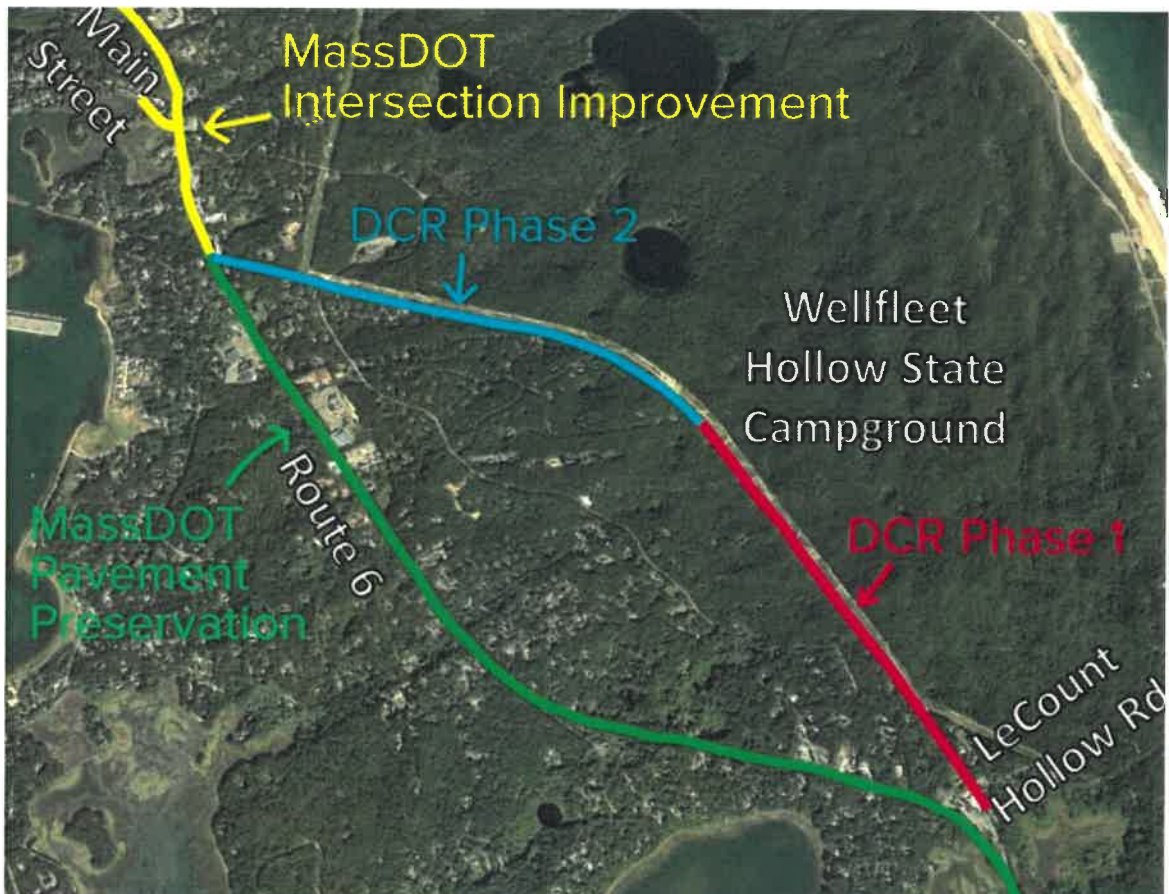 Main
Street
MassDOT
Intersection Improvement
DCR Phase 2
Wellfleet
Hollow State
Campground
MassDOT
Pavement
Preservation
Route 6
DCR Phase 1
LeCount
Hollow Rd